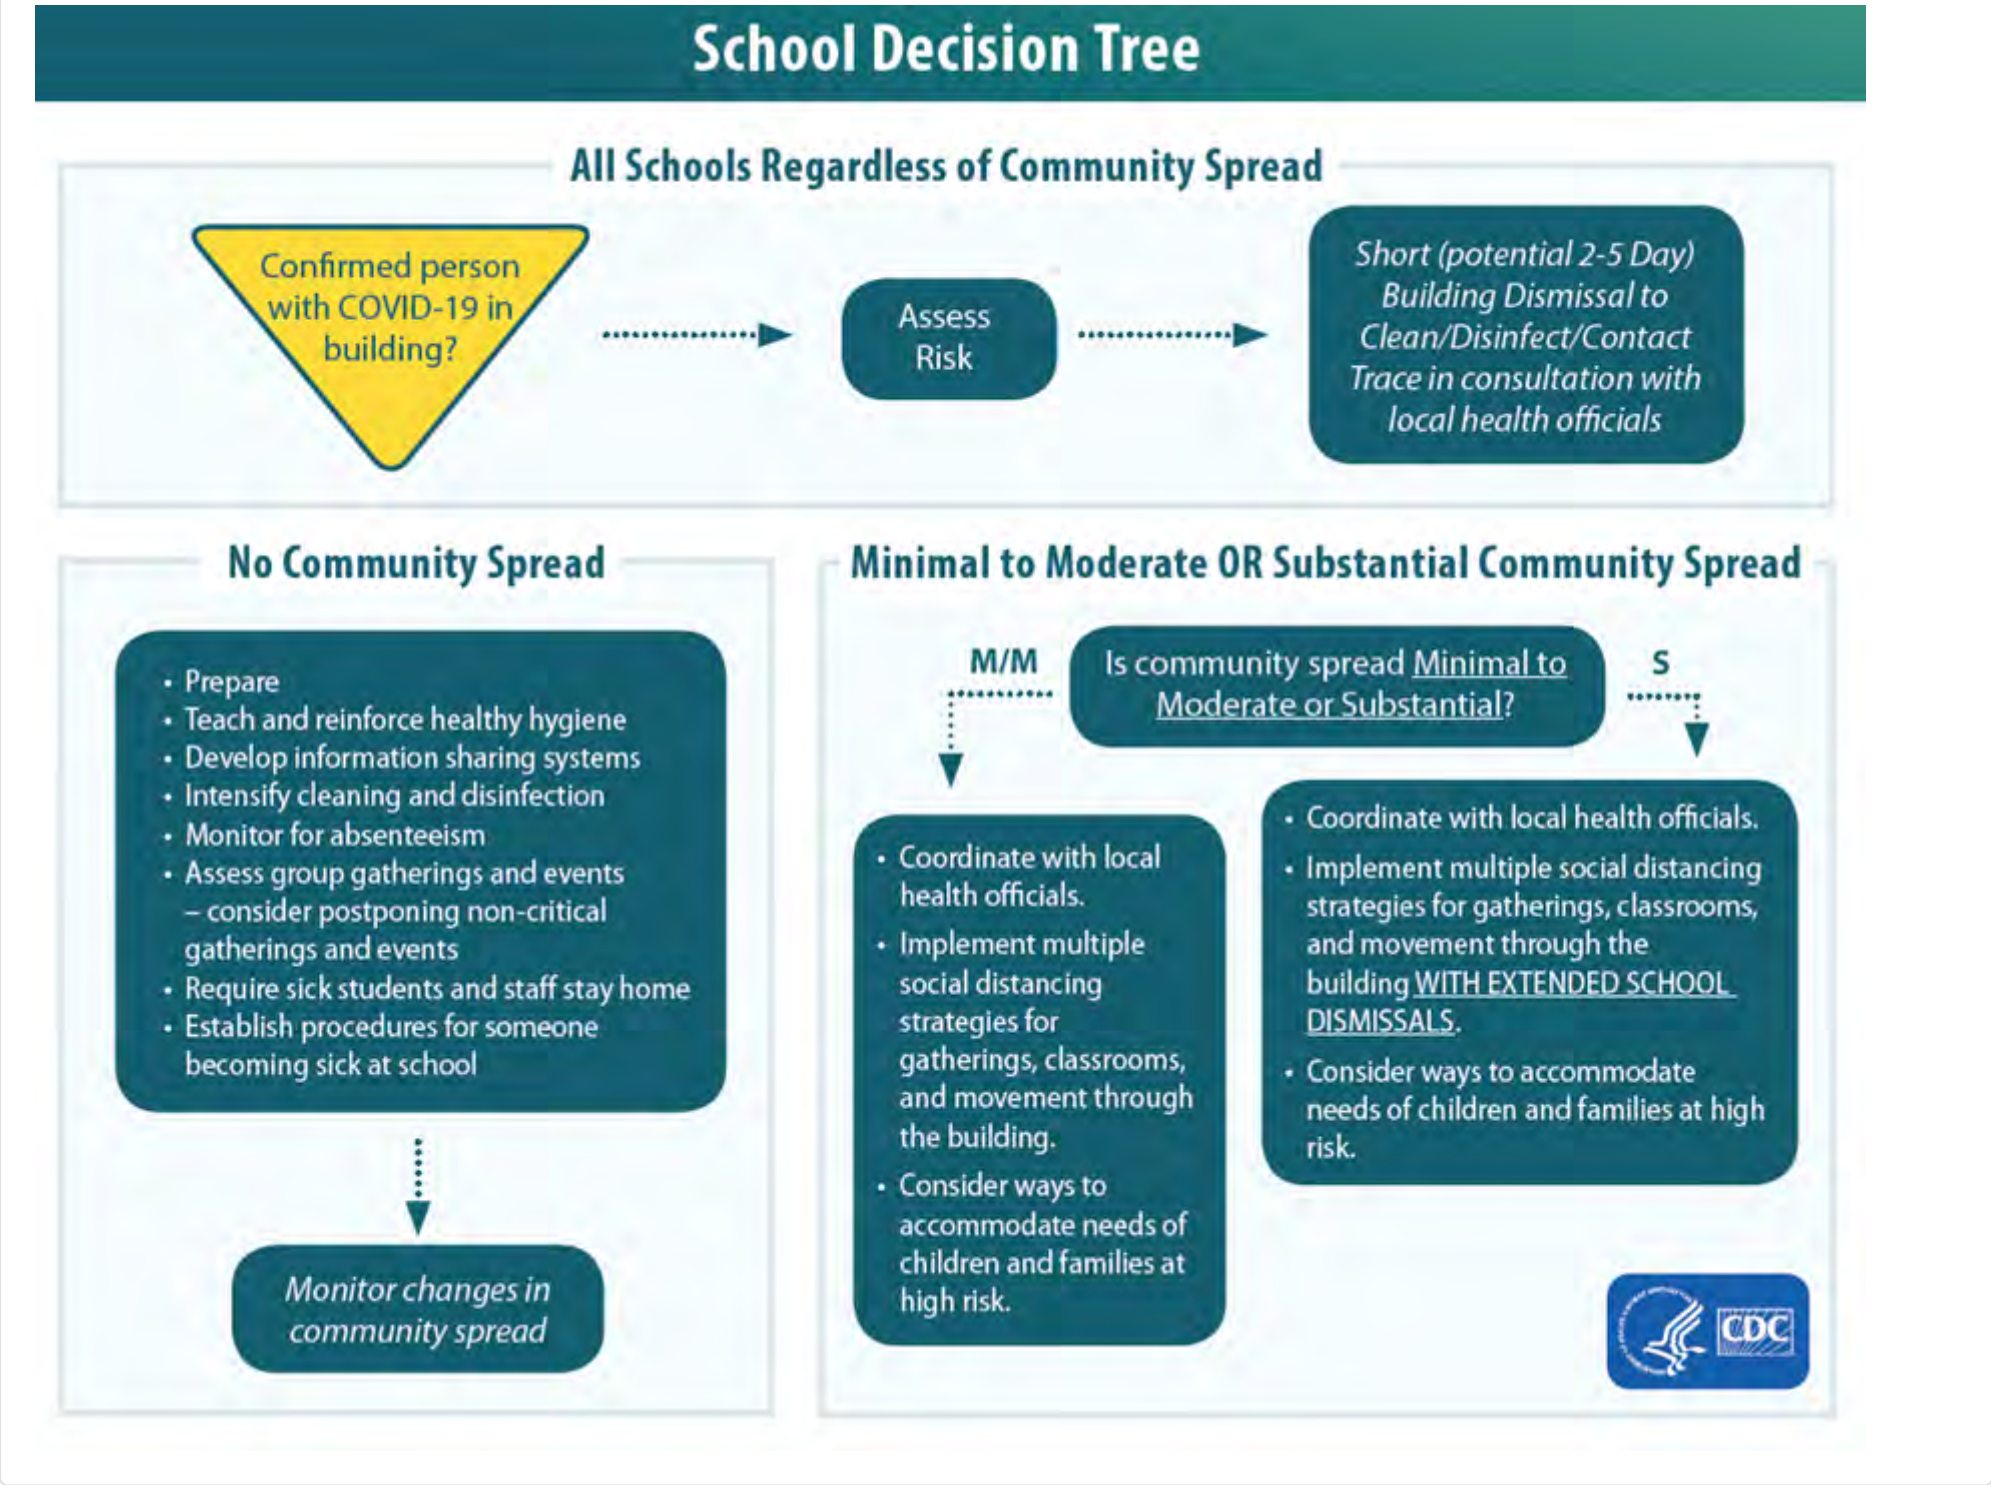 School Decision Tree
All Schools Regardless of Community Spread
Confirmed person
with COVID-19 in
building?
Assess
Risk
Short (potential 2-5 Day)
Building Dismissal to
Clean/Disinfect/Contact
Trace in consultation with
local health officials
No Community Spread
• Prepare
• Teach and reinforce healthy hygiene
• Develop information sharing systems
• Intensify cleaning and disinfection
• Monitor for absenteeism
• Assess group gatherings and events
– consider postponing non-critical
gatherings and events
• Require sick students and staff stay home
• Establish procedures for someone
becoming sick at school
Monitor changes in
community spread
Minimal to Moderate OR Substantial Community Spread
M/M
Is community spread Minimal to
Moderate or Substantial?
S
• Coordinate with local
health officials.
• Implement multiple
social distancing
strategies for
gatherings, classrooms,
and movement through
the building.
• Consider ways to
accommodate needs of
children and families at
high risk.
• Coordinate with local health officials.
• Implement multiple social distancing
strategies for gatherings, classrooms,
and movement through the
building WITH EXTENDED SCHOOL
DISMISSALS.
• Consider ways to accommodate
needs of children and families at high
risk.
CDC